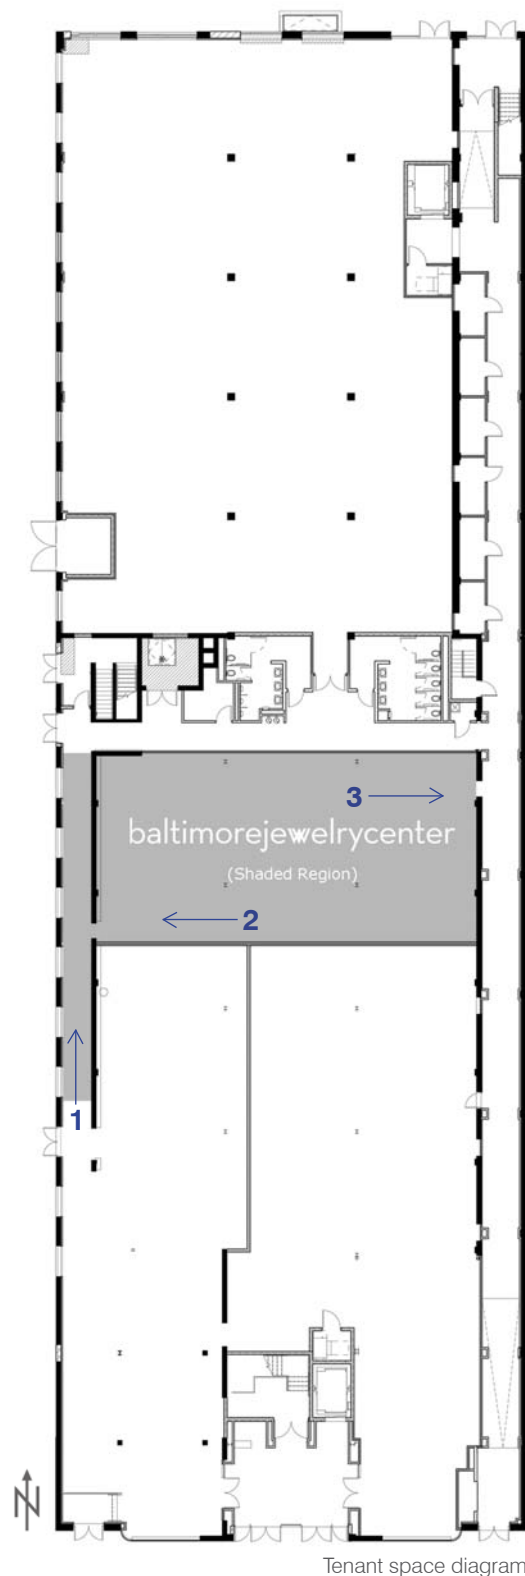 3
baltimorejewelrycenter
(Shaded Region)
2
1
N
Tenant space diagram